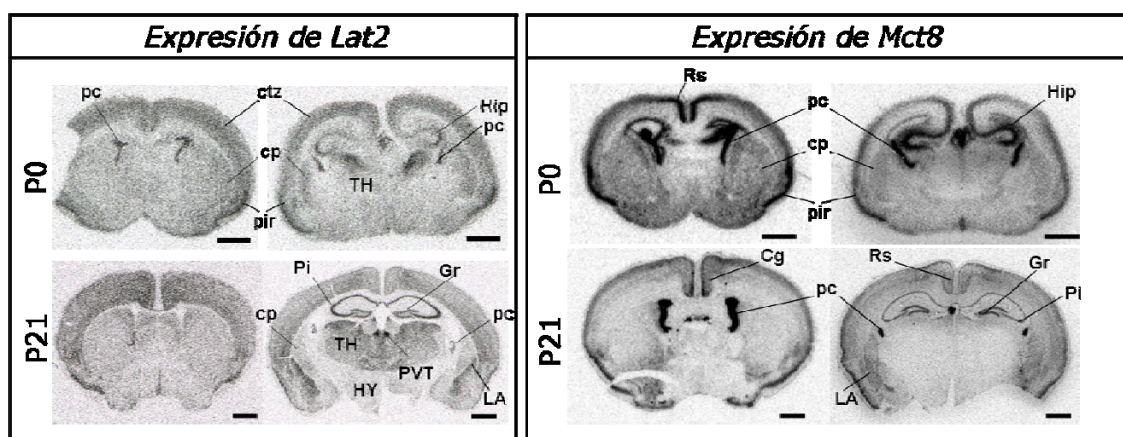 Expresión de Lat2
P0
pc
ctz
Hip
pc
cp
TH
pir
P21
Pi
Gr
cp
TH
pc
HY
PVT
LA
Expresión de Mct8
P0
Rs
pc
Hip
cp
pir
P21
Cg
Rs
Gr
pc
Pi
LA